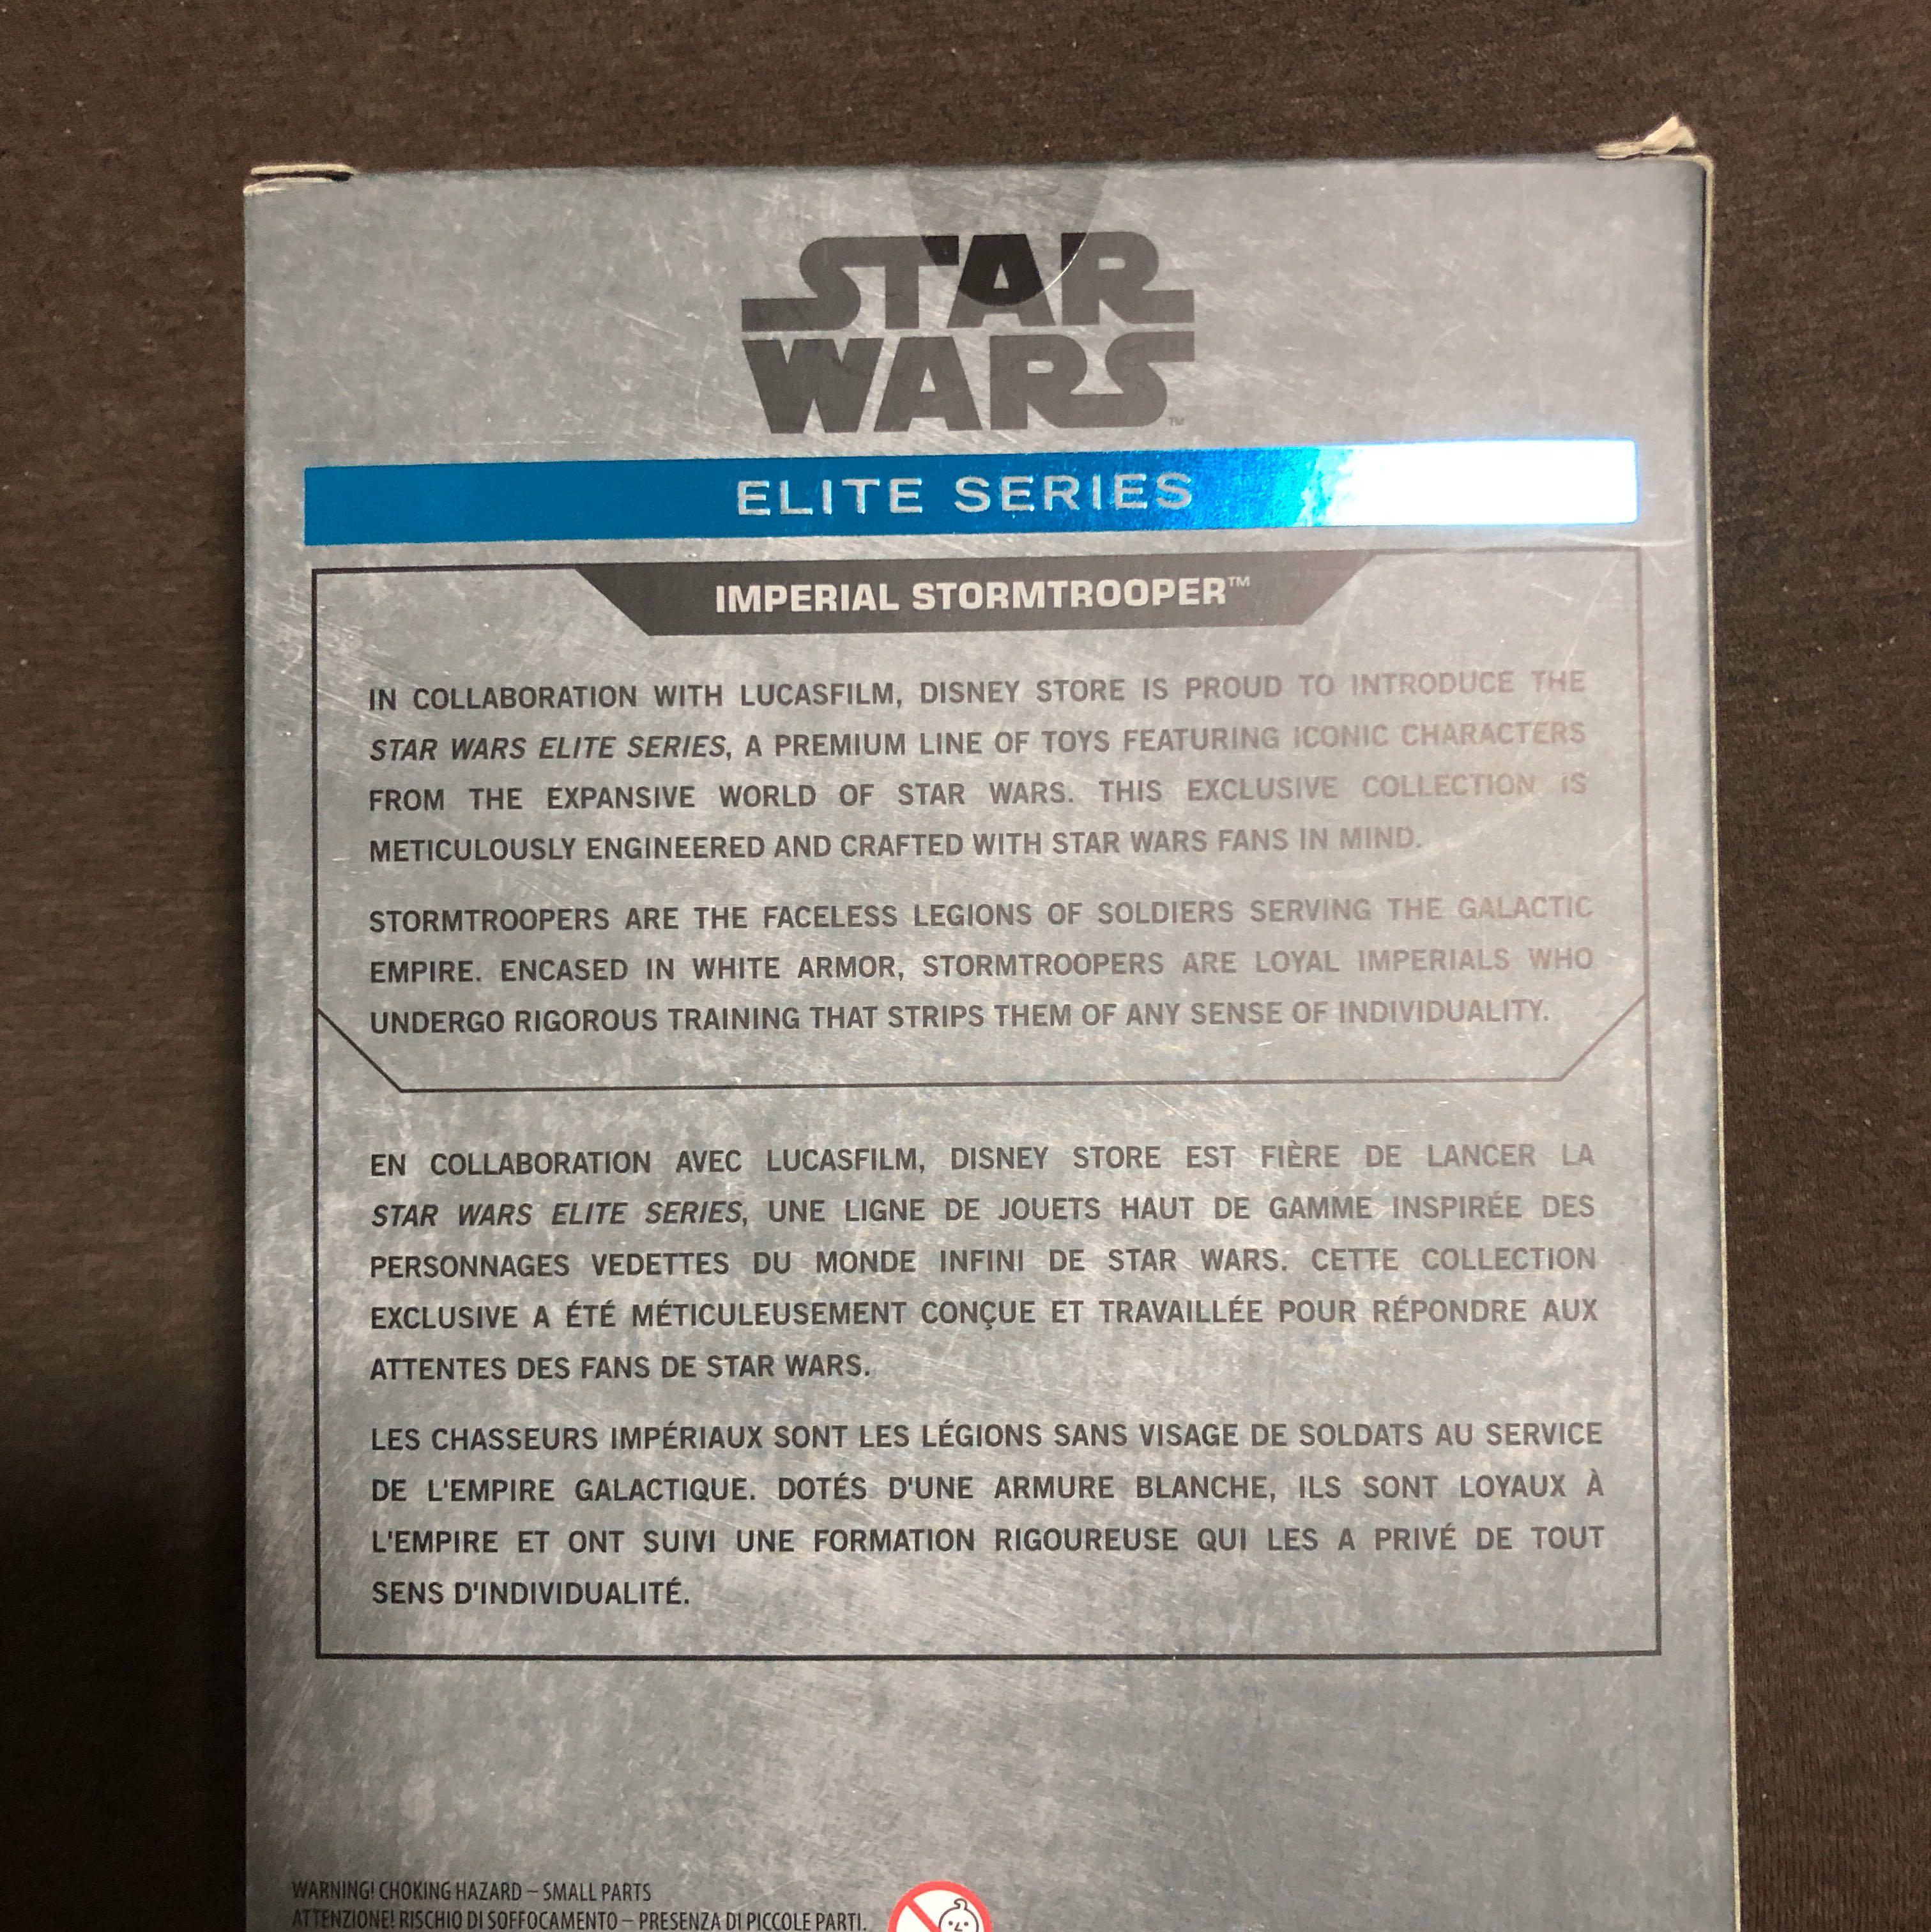 STAR
WARS™
ELITE SERIES
IMPERIAL STORMTROOPER™
IN COLLABORATION WITH LUCASFILM, DISNEY STORE IS PROUD TO INTRODUCE THE
STAR WARS ELITE SERIES, A PREMIUM LINE OF TOYS FEATURING ICONIC CHARACTERS
FROM THE EXPANSIVE WORLD OF STAR WARS. THIS EXCLUSIVE COLLECTION IS
METICULOUSLY ENGINEERED AND CRAFTED WITH STAR WARS FANS IN MIND.
STORMTROOPERS ARE THE FACELESS LEGIONS OF SOLDIERS SERVING THE GALACTIC
EMPIRE. ENCASED IN WHITE ARMOR, STORMTROOPERS ARE LOYAL IMPERIALS WHO
UNDERGO RIGOROUS TRAINING THAT STRIPS THEM OF ANY SENSE OF INDIVIDUALITY.
EN COLLABORATION AVEC LUCASFILM, DISNEY STORE EST FIÈRE DE LANCER LA
STAR WARS ELITE SERIES, UNE LIGNE DE JOUETS HAUT DE GAMME INSPIRÉE DES
PERSONNAGES VEDETTES DU MONDE INFINI DE STAR WARS. CETTE COLLECTION
EXCLUSIVE A ÉTÉ MÉTICULEUSEMENT CONÇUE ET TRAVAILLÉE POUR RÉPONDRE AUX
ATTENTES DES FANS DE STAR WARS.
LES CHASSEURS IMPÉRIAUX SONT LES LÉGIONS SANS VISAGE DE SOLDATS AU SERVICE
DE L'EMPIRE GALACTIQUE. DOTÉS D'UNE ARMURE BLANCHE, ILS SONT LOYAUX À
L'EMPIRE ET ONT SUIVI UNE FORMATION RIGOUREUSE QUI LES A PRIVÉ DE TOUT
SENS D'INDIVIDUALITÉ.
WARNING! CHOKING HAZARD – SMALL PARTS
ATTENZIONE! RISCHIO DI SOFFOCAMENTO – PRESENZA DI PICCOLE PARTI.